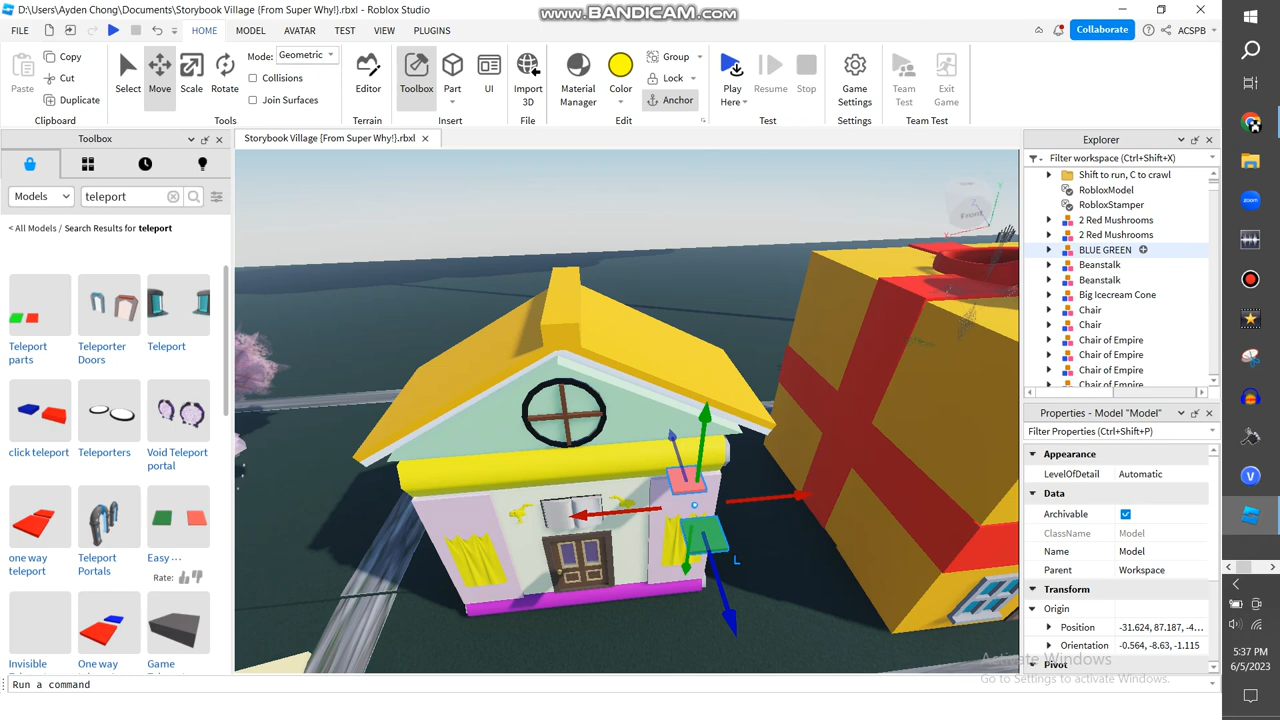 D:\Users\Ayden Chong\Documents\Storybook Village {From Super Why!}.rbxl - Roblox Studio
www.BANDICAM.com
FILE HOME MODEL AVATAR TEST VIEW PLUGINS Collaborate ACSPB
Paste Copy Cut Duplicate
Clipboard
Select Move Scale Rotate
Mode: Geometric
Collisions
Join Surfaces
Tools
Editor
Terrain
Toolbox Part UI
Insert
Import 3D
File
Material Manager Color Group Lock Anchor
Edit
Play Here Resume Stop
Test
Game Settings
Settings
Team Test Exit Game
Team Test
Toolbox
Storybook Village {From Super Why!}.rbxl
Models teleport
< All Models / Search Results for teleport
Teleport parts
Teleporter Doors
Teleport
click teleport
Teleporters
Void Teleport portal
one way teleport
Teleport Portals
Easy ...
Rate:
Invisible
One way
Game
Front
L
Explorer
Filter workspace (Ctrl+Shift+X)
Shift to run, C to crawl
RobloxModel
RobloxStamper
2 Red Mushrooms
2 Red Mushrooms
BLUE GREEN
Beanstalk
Beanstalk
Big Icecream Cone
Chair
Chair
Chair of Empire
Chair of Empire
Chair of Empire
Chair of Empire
Properties - Model "Model"
Filter Properties (Ctrl+Shift+P)
Appearance
LevelOfDetail Automatic
Data
Archivable
ClassName Model
Name Model
Parent Workspace
Transform
Origin
Position -31.624, 87.187, -4...
Orientation -0.564, -8.63, -1.115
Pivot
Activate Windows
Go to Settings to activate Windows.
Run a command
zoom
5:37 PM
6/5/2023